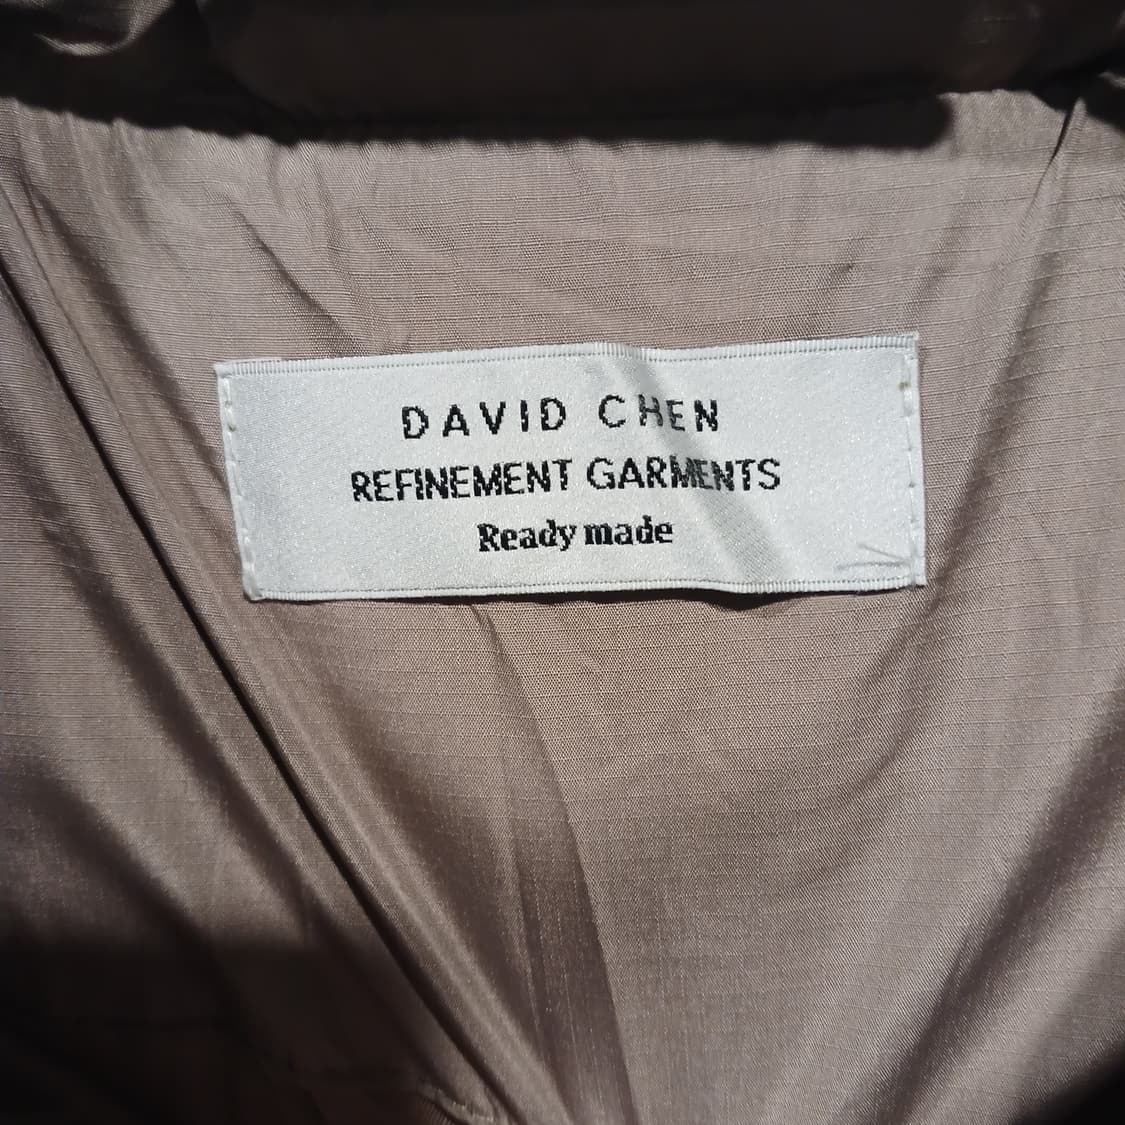 DAVID CHEN
REFINEMENT GARMENTS
Ready made